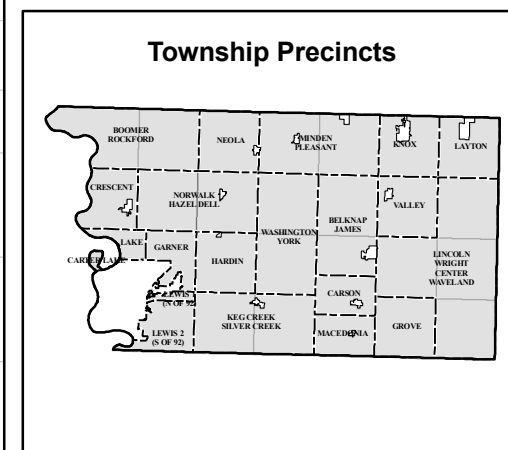 Township Precincts
BOOMER
ROCKFORD
NEOLA
MINDEN
PLEASANT
KNOX
LAYTON
CRESCENT
NORWALK
HAZEL DELL
VALLEY
BELKNAP
JAMES
WASHINGTON
YORK
LAKE
GARNER
CARTER LAKE
HARDIN
LINCOLN
WRIGHT
CENTER
WAVELAND
LEWIS 1
(N OF 92)
CARSON
KEG CREEK
SILVER CREEK
LEWIS 2
(S OF 92)
MACEDONIA
GROVE